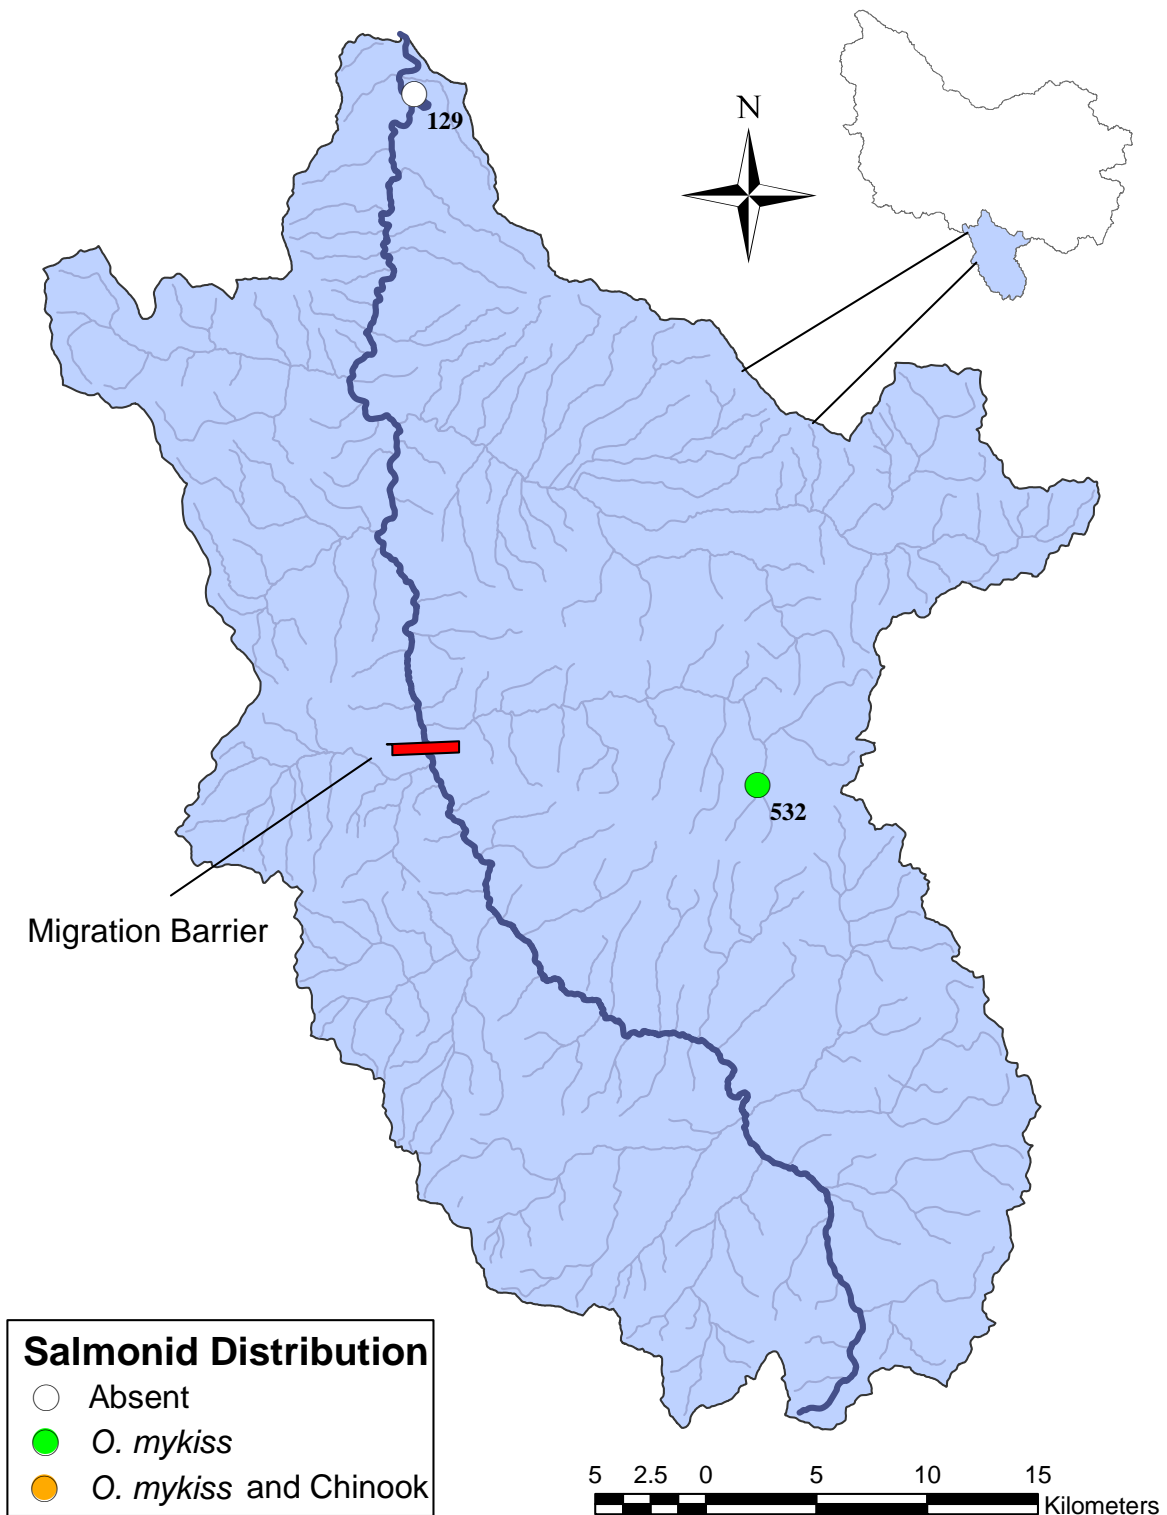 N
129
532
Migration Barrier
Salmonid Distribution
Absent
O. mykiss
O. mykiss and Chinook
5 2.5 0 5 10 15
Kilometers